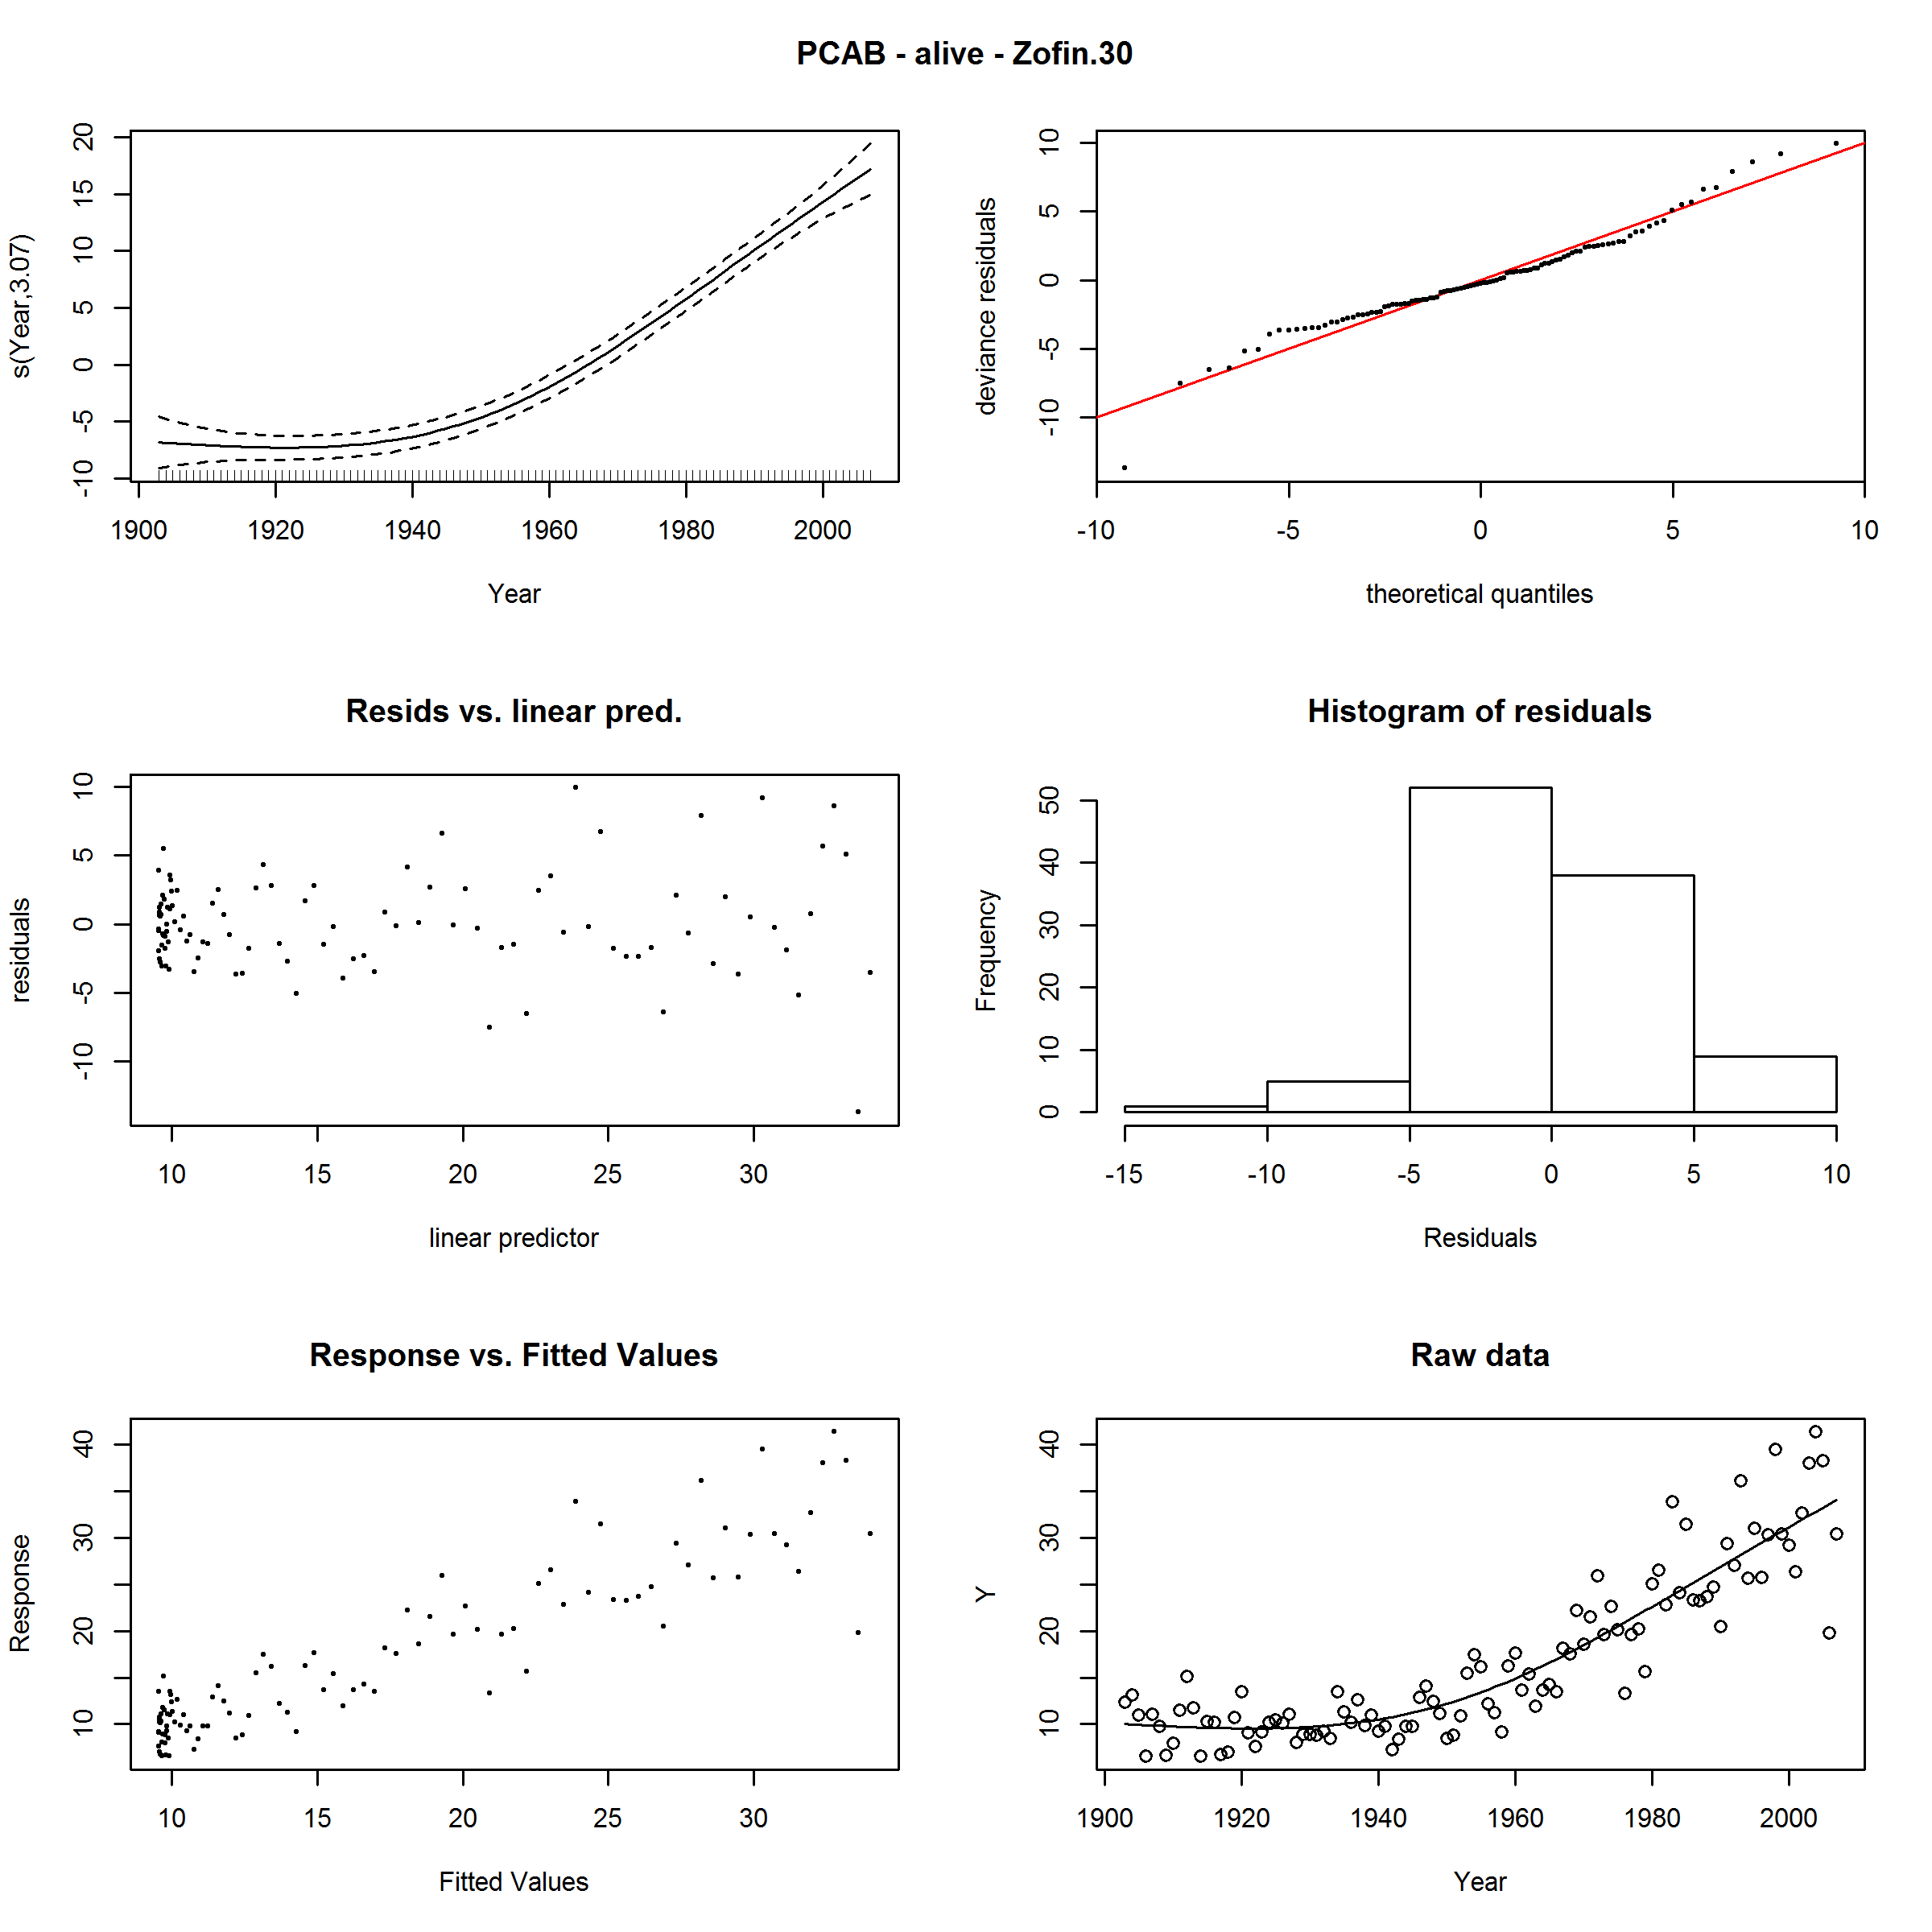 PCAB - alive - Zofin.30
s(Year,3.07)
20
15
10
5
0
-5
-10
1900 1920 1940 1960 1980 2000
Year
deviance residuals
10
5
0
-5
-10
-10 -5 0 5 10
theoretical quantiles
Resids vs. linear pred.
residuals
10
5
0
-5
-10
10 15 20 25 30
linear predictor
Histogram of residuals
Frequency
50
40
30
20
10
0
-15 -10 -5 0 5 10
Residuals
Response vs. Fitted Values
Response
40
30
20
10
10 15 20 25 30
Fitted Values
Raw data
Y
40
30
20
10
1900 1920 1940 1960 1980 2000
Year